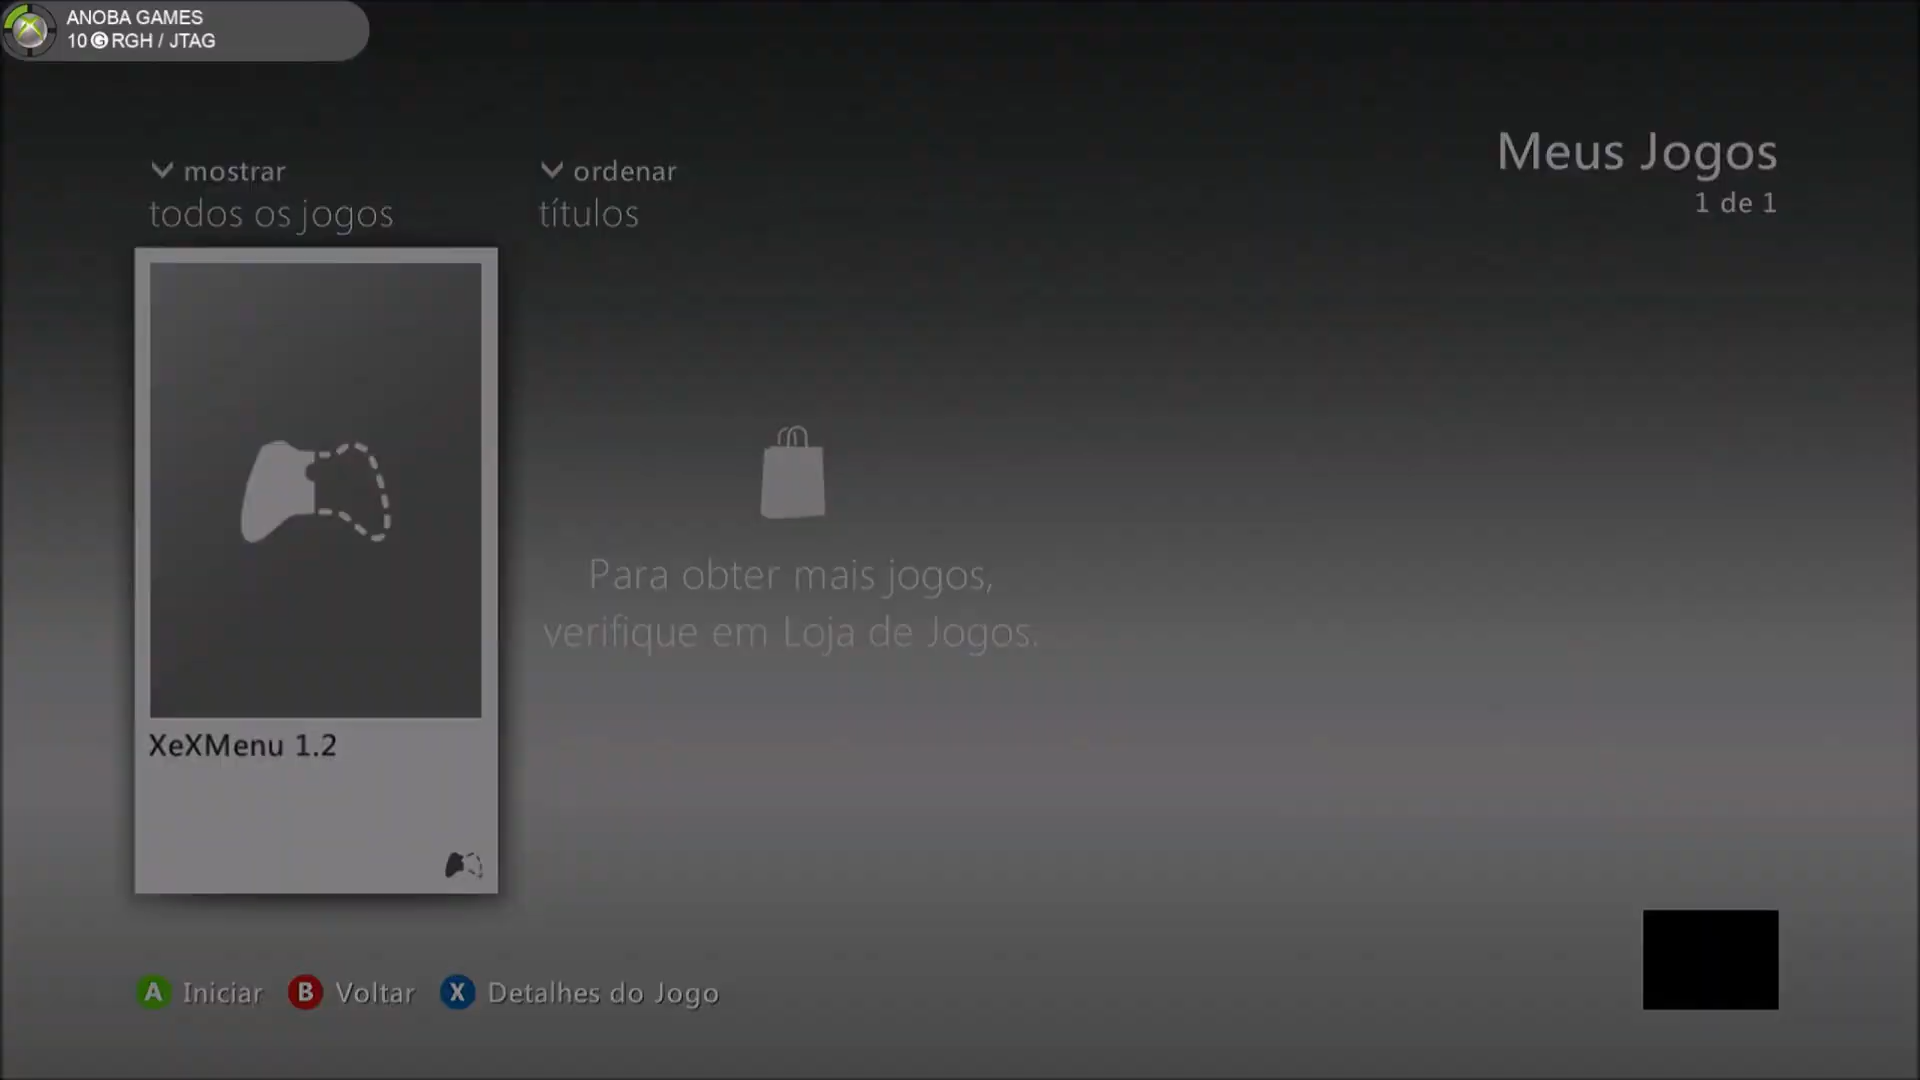 ANOBA GAMES
10 G RGH / JTAG
mostrar
todos os jogos
ordenar
títulos
Meus Jogos
1 de 1
Para obter mais jogos,
verifique em Loja de Jogos.
XeXMenu 1.2
A Iniciar B Voltar X Detalhes do Jogo